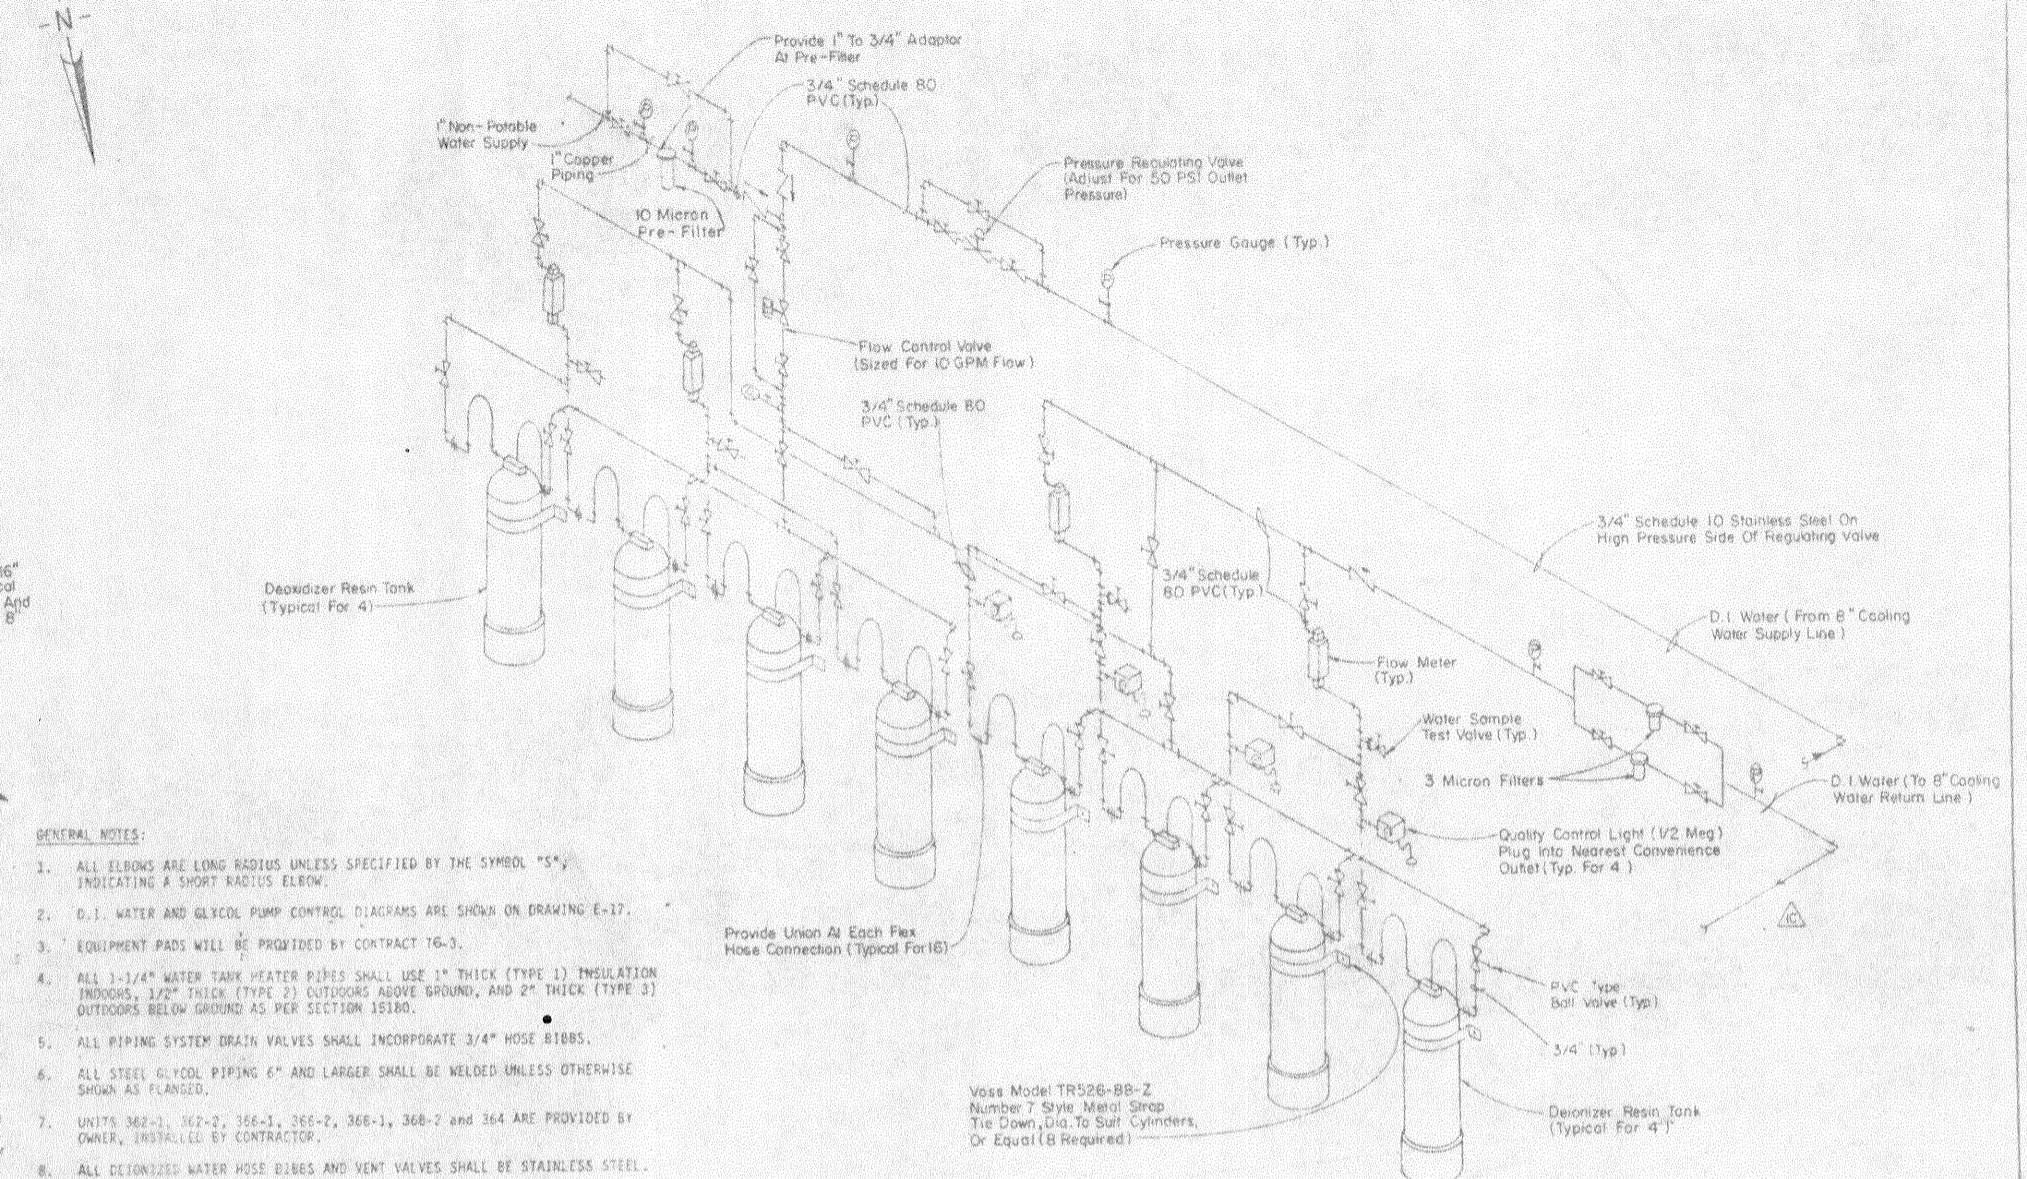 -N-
Provide 1" To 3/4" Adaptor
At Pre-Filter
3/4" Schedule 80
PVC (Typ.)
1" Non-Potable
Water Supply
1" Copper
Piping
10 Micron
Pre-Filter
Pressure Regulating Valve
(Adjust For 50 PSI Outlet
Pressure)
Pressure Gauge (Typ.)
Flow Control Valve
(Sized For 10 GPM Flow)
3/4" Schedule 80
PVC (Typ.)
3/4" Schedule 10 Stainless Steel On
High Pressure Side Of Regulating Valve
16"
cal
And
8"
Deoxidizer Resin Tank
(Typical For 4)
3/4" Schedule
80 PVC (Typ.)
D.I. Water (From 8" Cooling
Water Supply Line)
Flow Meter
(Typ.)
Water Sample
Test Valve (Typ.)
S
3 Micron Filters
D.I. Water (To 8" Cooling
Water Return Line)
Quality Control Light (1/2 Meg)
Plug Into Nearest Convenience
Outlet (Typ. For 4)
1C
Provide Union At Each Flex
Hose Connection (Typical For 16)
PVC Type
Ball Valve (Typ)
3/4" (Typ.)
Voss Model TR526-88-Z
Number 7 Style Metal Strap
Tie Down, Dia. To Suit Cylinders,
Or Equal (8 Required)
Deionizer Resin Tank
(Typical For 4)
GENERAL NOTES:
1. ALL ELBOWS ARE LONG RADIUS UNLESS SPECIFIED BY THE SYMBOL "S",
INDICATING A SHORT RADIUS ELBOW.
2. D.I. WATER AND GLYCOL PUMP CONTROL DIAGRAMS ARE SHOWN ON DRAWING E-17.
3. EQUIPMENT PADS WILL BE PROVIDED BY CONTRACT 76-3.
4. ALL 1-1/4" WATER TANK HEATER PIPES SHALL USE 1" THICK (TYPE 1) INSULATION
INDOORS, 1/2" THICK (TYPE 2) OUTDOORS ABOVE GROUND, AND 2" THICK (TYPE 3)
OUTDOORS BELOW GROUND AS PER SECTION 15180.
5. ALL PIPING SYSTEM DRAIN VALVES SHALL INCORPORATE 3/4" HOSE BIBBS.
6. ALL STEEL GLYCOL PIPING 6" AND LARGER SHALL BE WELDED UNLESS OTHERWISE
SHOWN AS FLANGED.
7. UNITS 362-1, 362-2, 366-1, 366-2, 368-1, 368-2 and 364 ARE PROVIDED BY
OWNER, INSTALLED BY CONTRACTOR.
8. ALL DEIONIZED WATER HOSE BIBBS AND VENT VALVES SHALL BE STAINLESS STEEL.